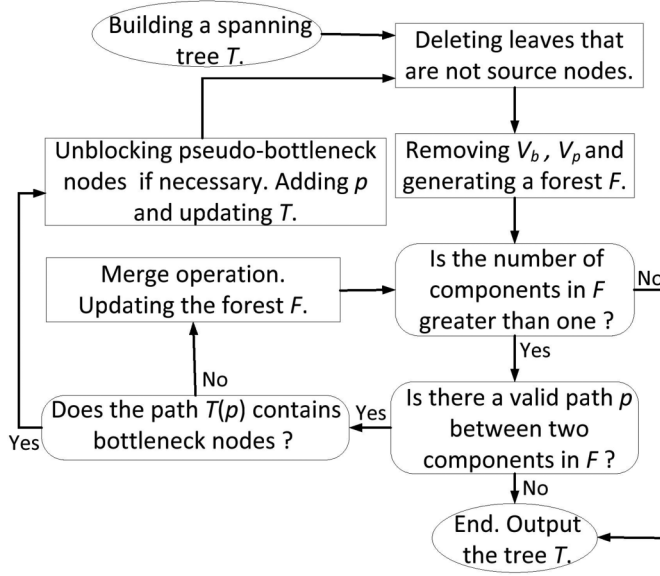 Building a spanning
tree T.
Deleting leaves that
are not source nodes.
Unblocking pseudo-bottleneck
nodes if necessary. Adding p
and updating T.
Removing Vb , Vp and
generating a forest F.
Merge operation.
Updating the forest F.
Is the number of
components in F
greater than one ?
No
Yes
No
Does the path T(p) contains
bottleneck nodes ?
Yes
Yes
Is there a valid path p
between two
components in F ?
No
End. Output
the tree T.